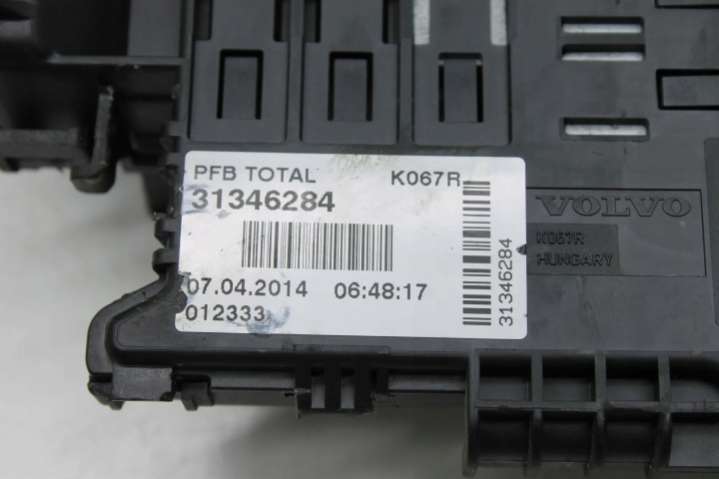 PFB TOTAL K067R
31346284
07.04.2014 06:48:17
012333
31346284
VOLVO
K067R
HUNGARY